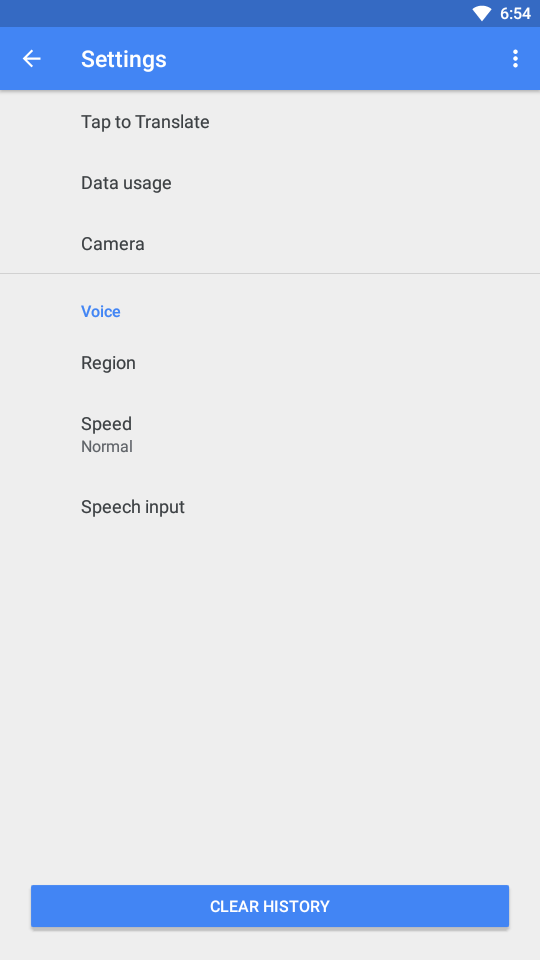 6:54
Settings
Tap to Translate
Data usage
Camera
Voice
Region
Speed
Normal
Speech input
CLEAR HISTORY